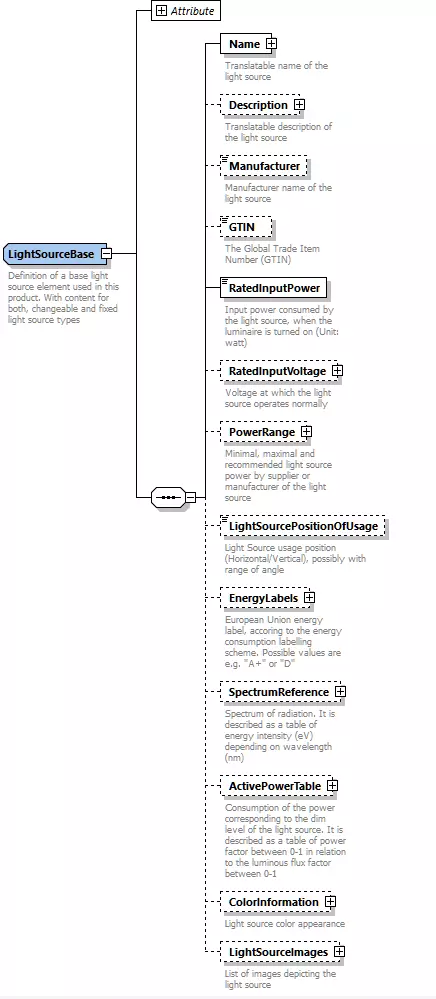 Attribute
Name
Translatable name of the
light source
Description
Translatable description of
the light source
Manufacturer
Manufacturer name of the
light source
GTIN
The Global Trade Item
Number (GTIN)
LightSourceBase
Definition of a base light
source element used in this
product. With content for
both, changeable and fixed
light source types
RatedInputPower
Input power consumed by
the light source, when the
luminaire is turned on (Unit:
watt)
RatedInputVoltage
Voltage at which the light
source operates normally
PowerRange
Minimal, maximal and
recommended light source
power by supplier or
manufacturer of the light
source
LightSourcePositionOfUsage
Light Source usage position
(Horizontal/Vertical), possibly with
range of angle
EnergyLabels
European Union energy
label, accoring to the energy
consumption labelling
scheme. Possible values are
e.g. "A+" or "D"
SpectrumReference
Spectrum of radiation. It is
described as a table of
energy intensity (eV)
depending on wavelength
(nm)
ActivePowerTable
Consumption of the power
corresponding to the dim
level of the light source. It is
described as a table of power
factor between 0-1 in relation
to the luminous flux factor
between 0-1
ColorInformation
Light source color appearance
LightSourceImages
List of images depicting the
light source